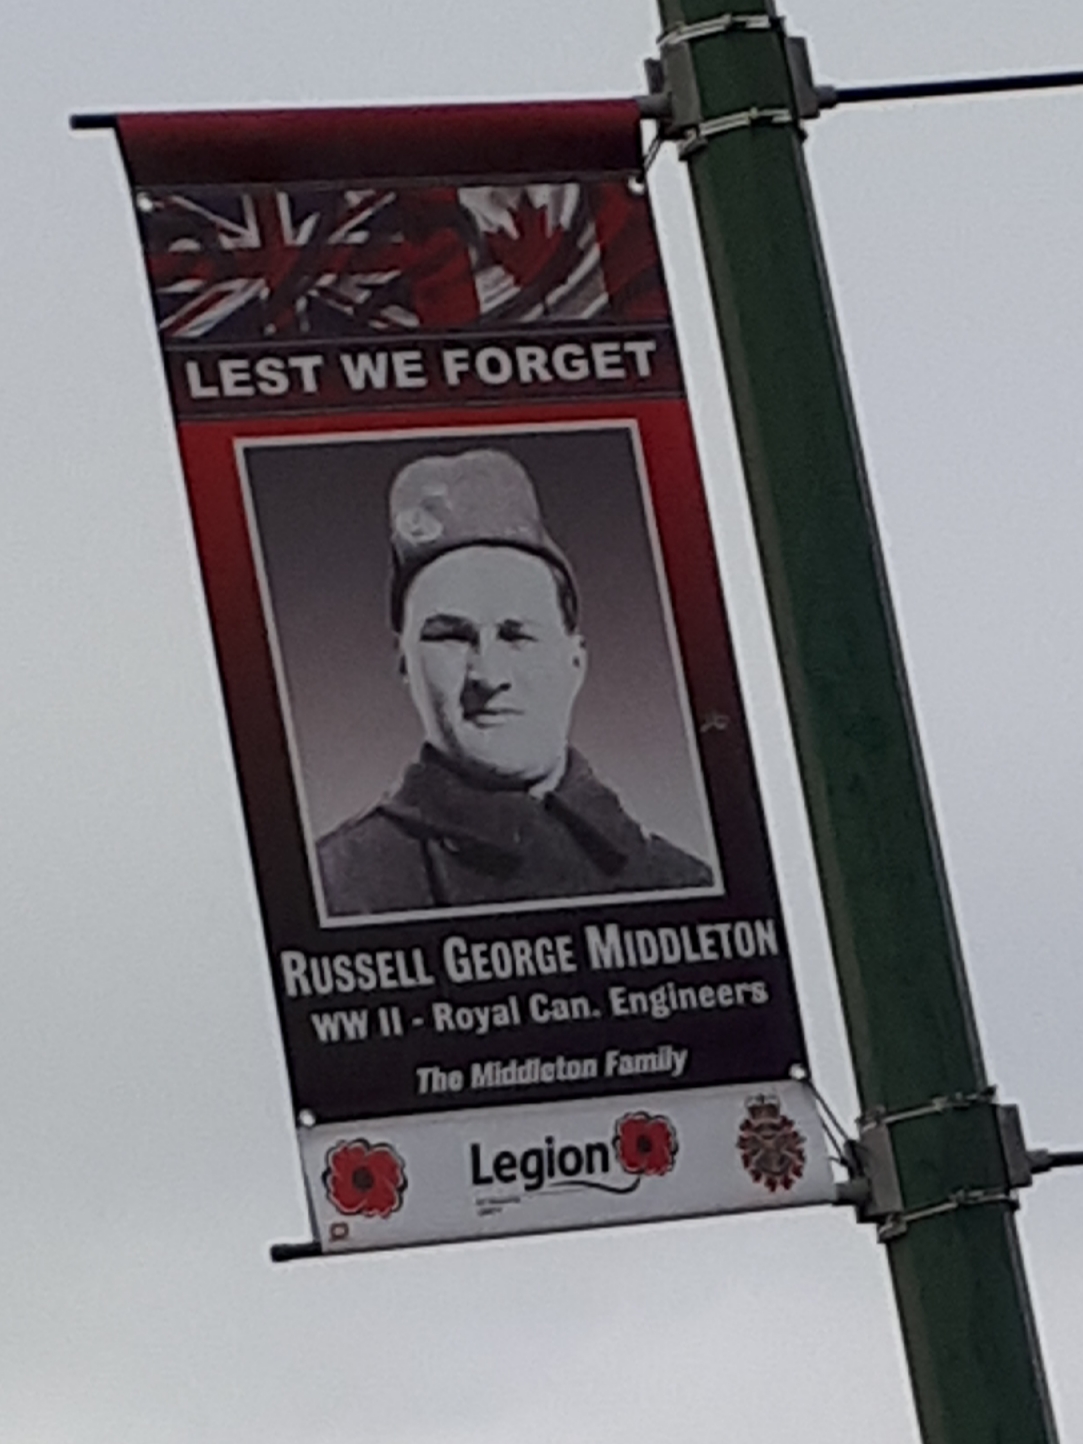 LEST WE FORGET
RUSSELL GEORGE MIDDLETON
WW II - Royal Can. Engineers
The Middleton Family
Legion